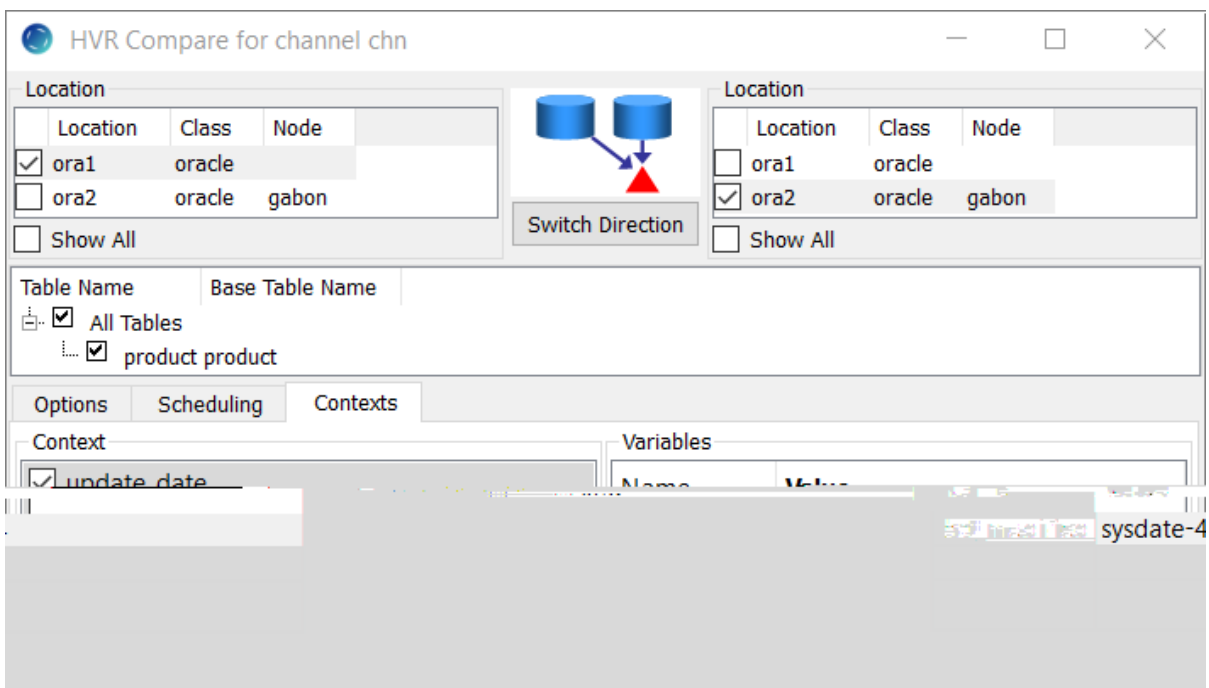 HVR Compare for channel chn
Location
Location Class Node
ora1 oracle
ora2 oracle gabon
Show All
Switch Direction
Location
Location Class Node
ora1 oracle
ora2 oracle gabon
Show All
Table Name Base Table Name
All Tables
product product
Options Scheduling Contexts
Context
update_date
Variables
Name Value
sysdate-4